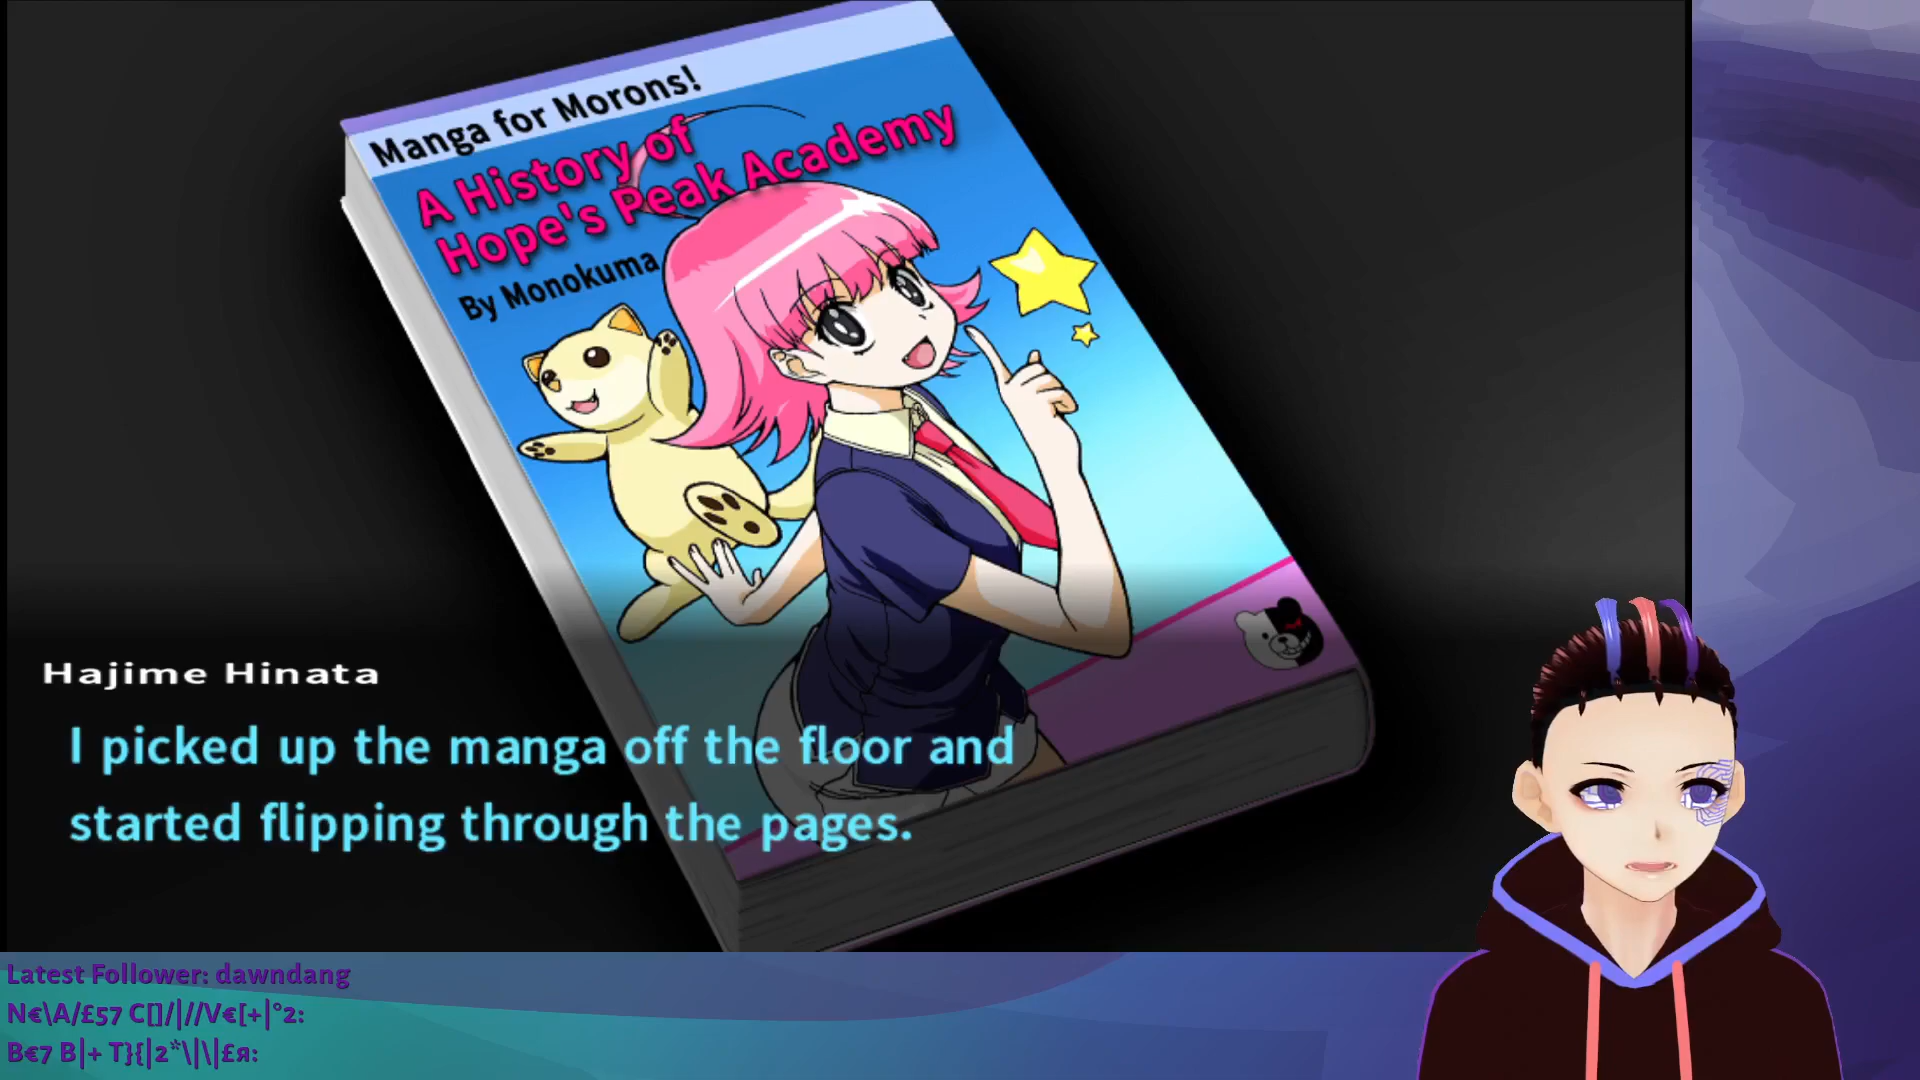 Manga for Morons!
A History of
Hope's Peak Academy
By Monokuma
Hajime Hinata
I picked up the manga off the floor and
started flipping through the pages.
Latest Follower: dawndang
N€\A/£57 C[]/|//V€[+|°2:
B€7 B|+ T}{|2*\|\|£я: